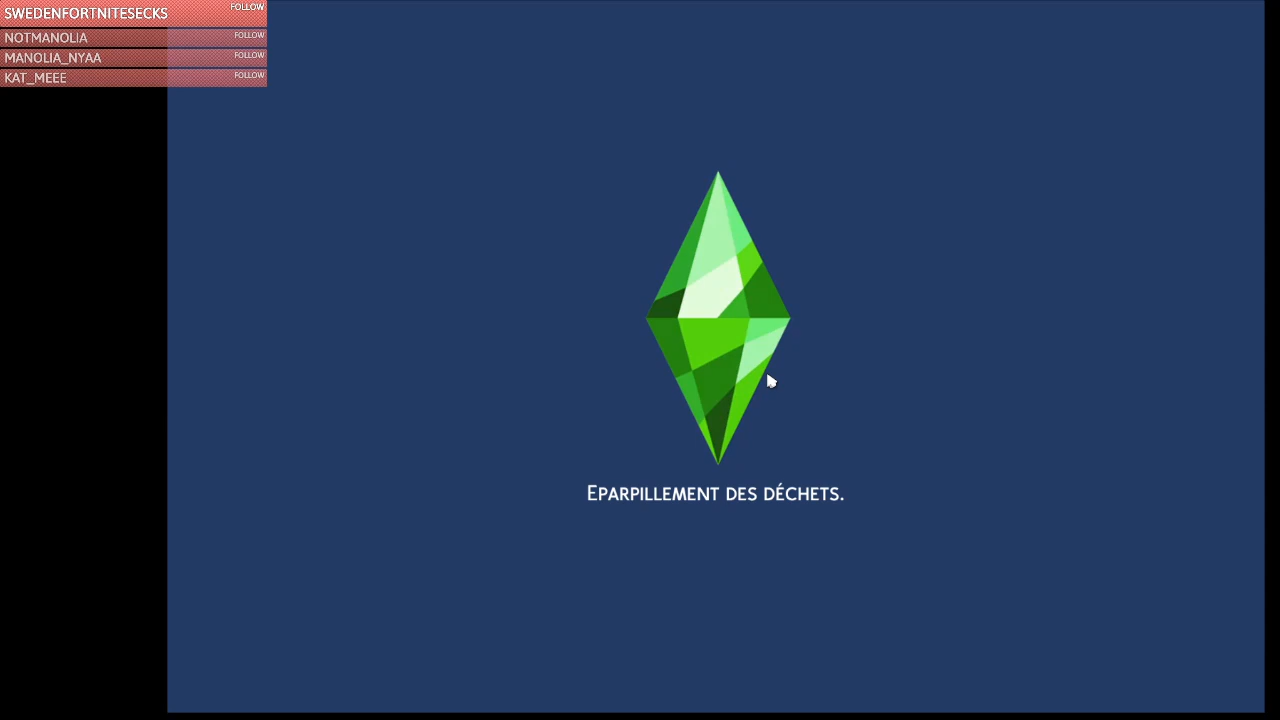 SWEDENFORTNITESECKS FOLLOW
NOTMANOLIA FOLLOW
MANOLIA_NYAA FOLLOW
KAT_MEEE FOLLOW
EPARPILLEMENT DES DÉCHETS.